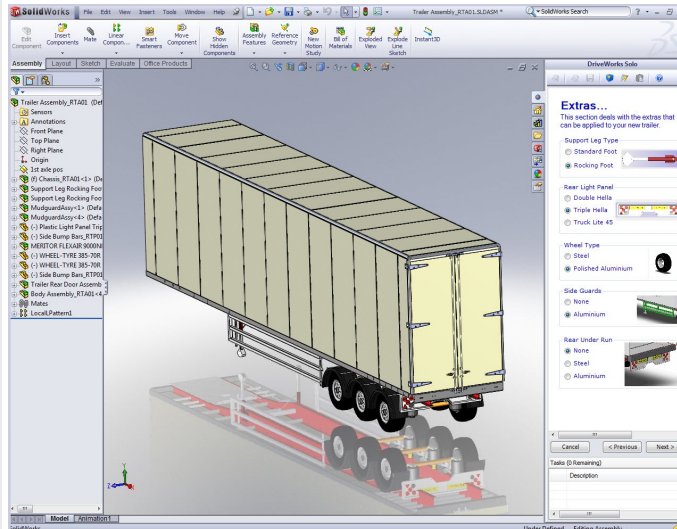 SolidWorks File Edit View Insert Tools Window Help Trailer Assembly_RTA01.SLDASM * SolidWorks Search
Edit Component
Insert Components
Mate
Linear Compon...
Smart Fasteners
Move Component
Show Hidden Components
Assembly Features
Reference Geometry
New Motion Study
Bill of Materials
Exploded View
Explode Line Sketch
Instant3D
Assembly Layout Sketch Evaluate Office Products
Trailer Assembly_RTA01 (Def
Sensors
Annotations
Front Plane
Top Plane
Right Plane
Origin
1st axle pos
(f) Chassis_RTA01<1> (De
Support Leg Rocking Foo
Support Leg Rocking Foo
MudguardAssy<1> (Defa
MudguardAssy<4> (Defa
(-) Plastic Light Panel Trip
(-) Side Bump Bars_RTP01
MERITOR FLEXAIR 9000NI
(-) WHEEL-TYRE 385-70R
(-) WHEEL-TYRE 385-70R
(-) Side Bump Bars_RTP01
Trailer Rear Door Assemb
Body Assembly_RTA01<4
Mates
LocalLPattern1
Y
Z
X
Model Animation1
SolidWorks
Under Defined Editing Assembly
DriveWorks Solo
Extras...
This section deals with the extras that
can be applied to your new trailer.
Support Leg Type
Standard Foot
Rocking Foot
Rear Light Panel
Double Hella
Triple Hella
Truck Lite 45
Wheel Type
Steel
Polished Aluminium
Side Guards
None
Aluminium
Rear Under Run
None
Steel
Aluminium
Cancel < Previous Next >
Tasks (0 Remaining)
Description